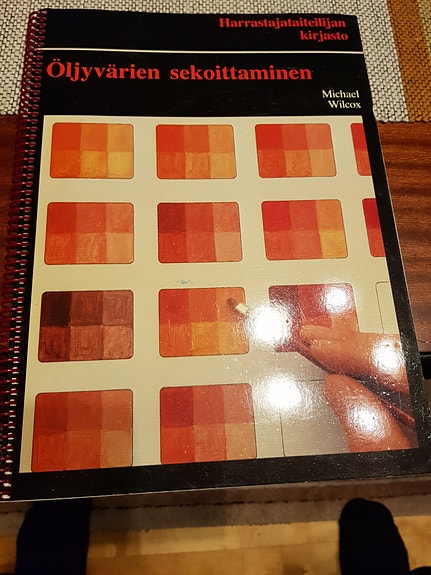 Harrastajataiteilijan
kirjasto
Öljyvärien sekoittaminen
Michael
Wilcox